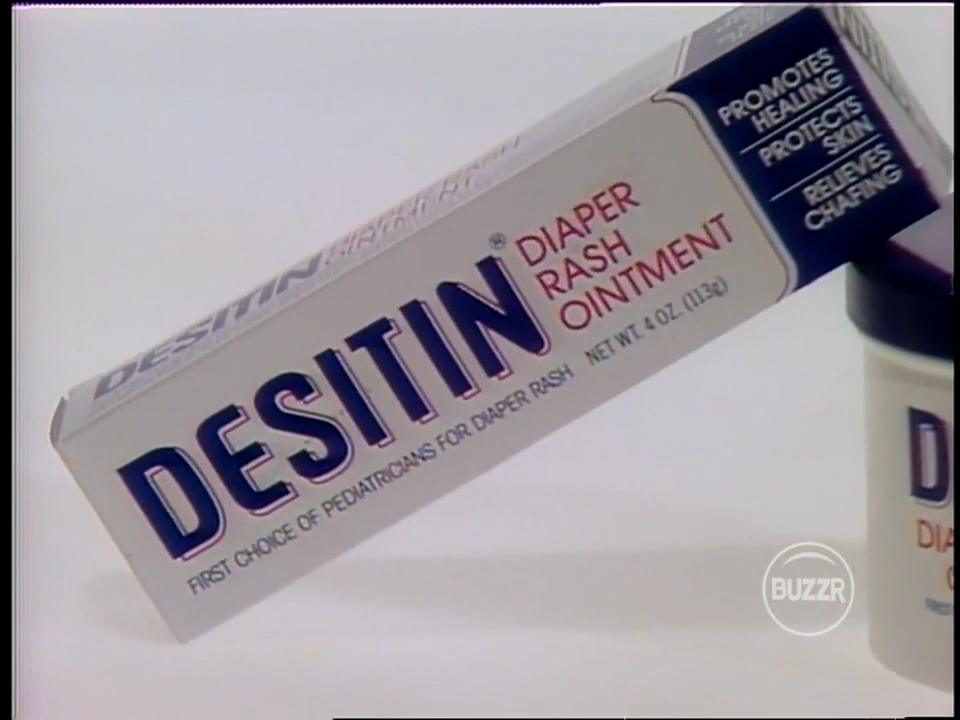 PROMOTES
HEALING
PROTECTS
SKIN
RELIEVES
CHAFING
DESITIN
DESITIN®
DIAPER
RASH
OINTMENT
NET WT. 4 OZ. (113g)
FIRST CHOICE OF PEDIATRICIANS FOR DIAPER RASH
D
DIA
BUZZR